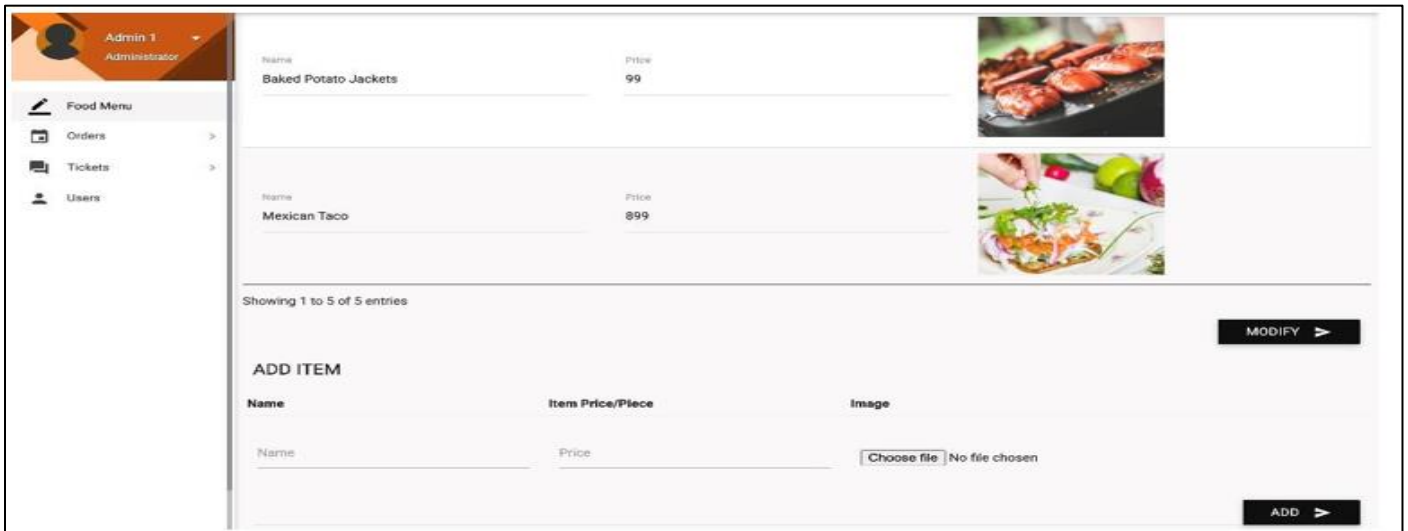 Admin 1
Administrator
Food Menu
Orders
Tickets
Users
Name
Price
Baked Potato Jackets
99
Name
Price
Mexican Taco
899
Showing 1 to 5 of 5 entries
MODIFY
ADD ITEM
Name
Item Price/Piece
Image
Name
Price
Choose file No file chosen
ADD